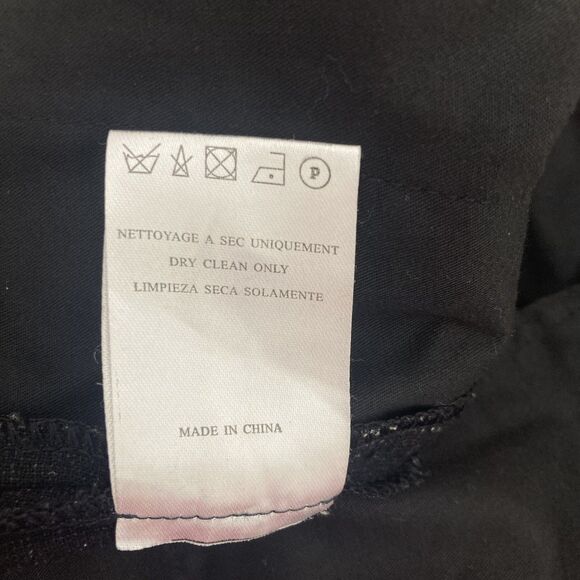 P
NETTOYAGE A SEC UNIQUEMENT
DRY CLEAN ONLY
LIMPIEZA SECA SOLAMENTE
MADE IN CHINA